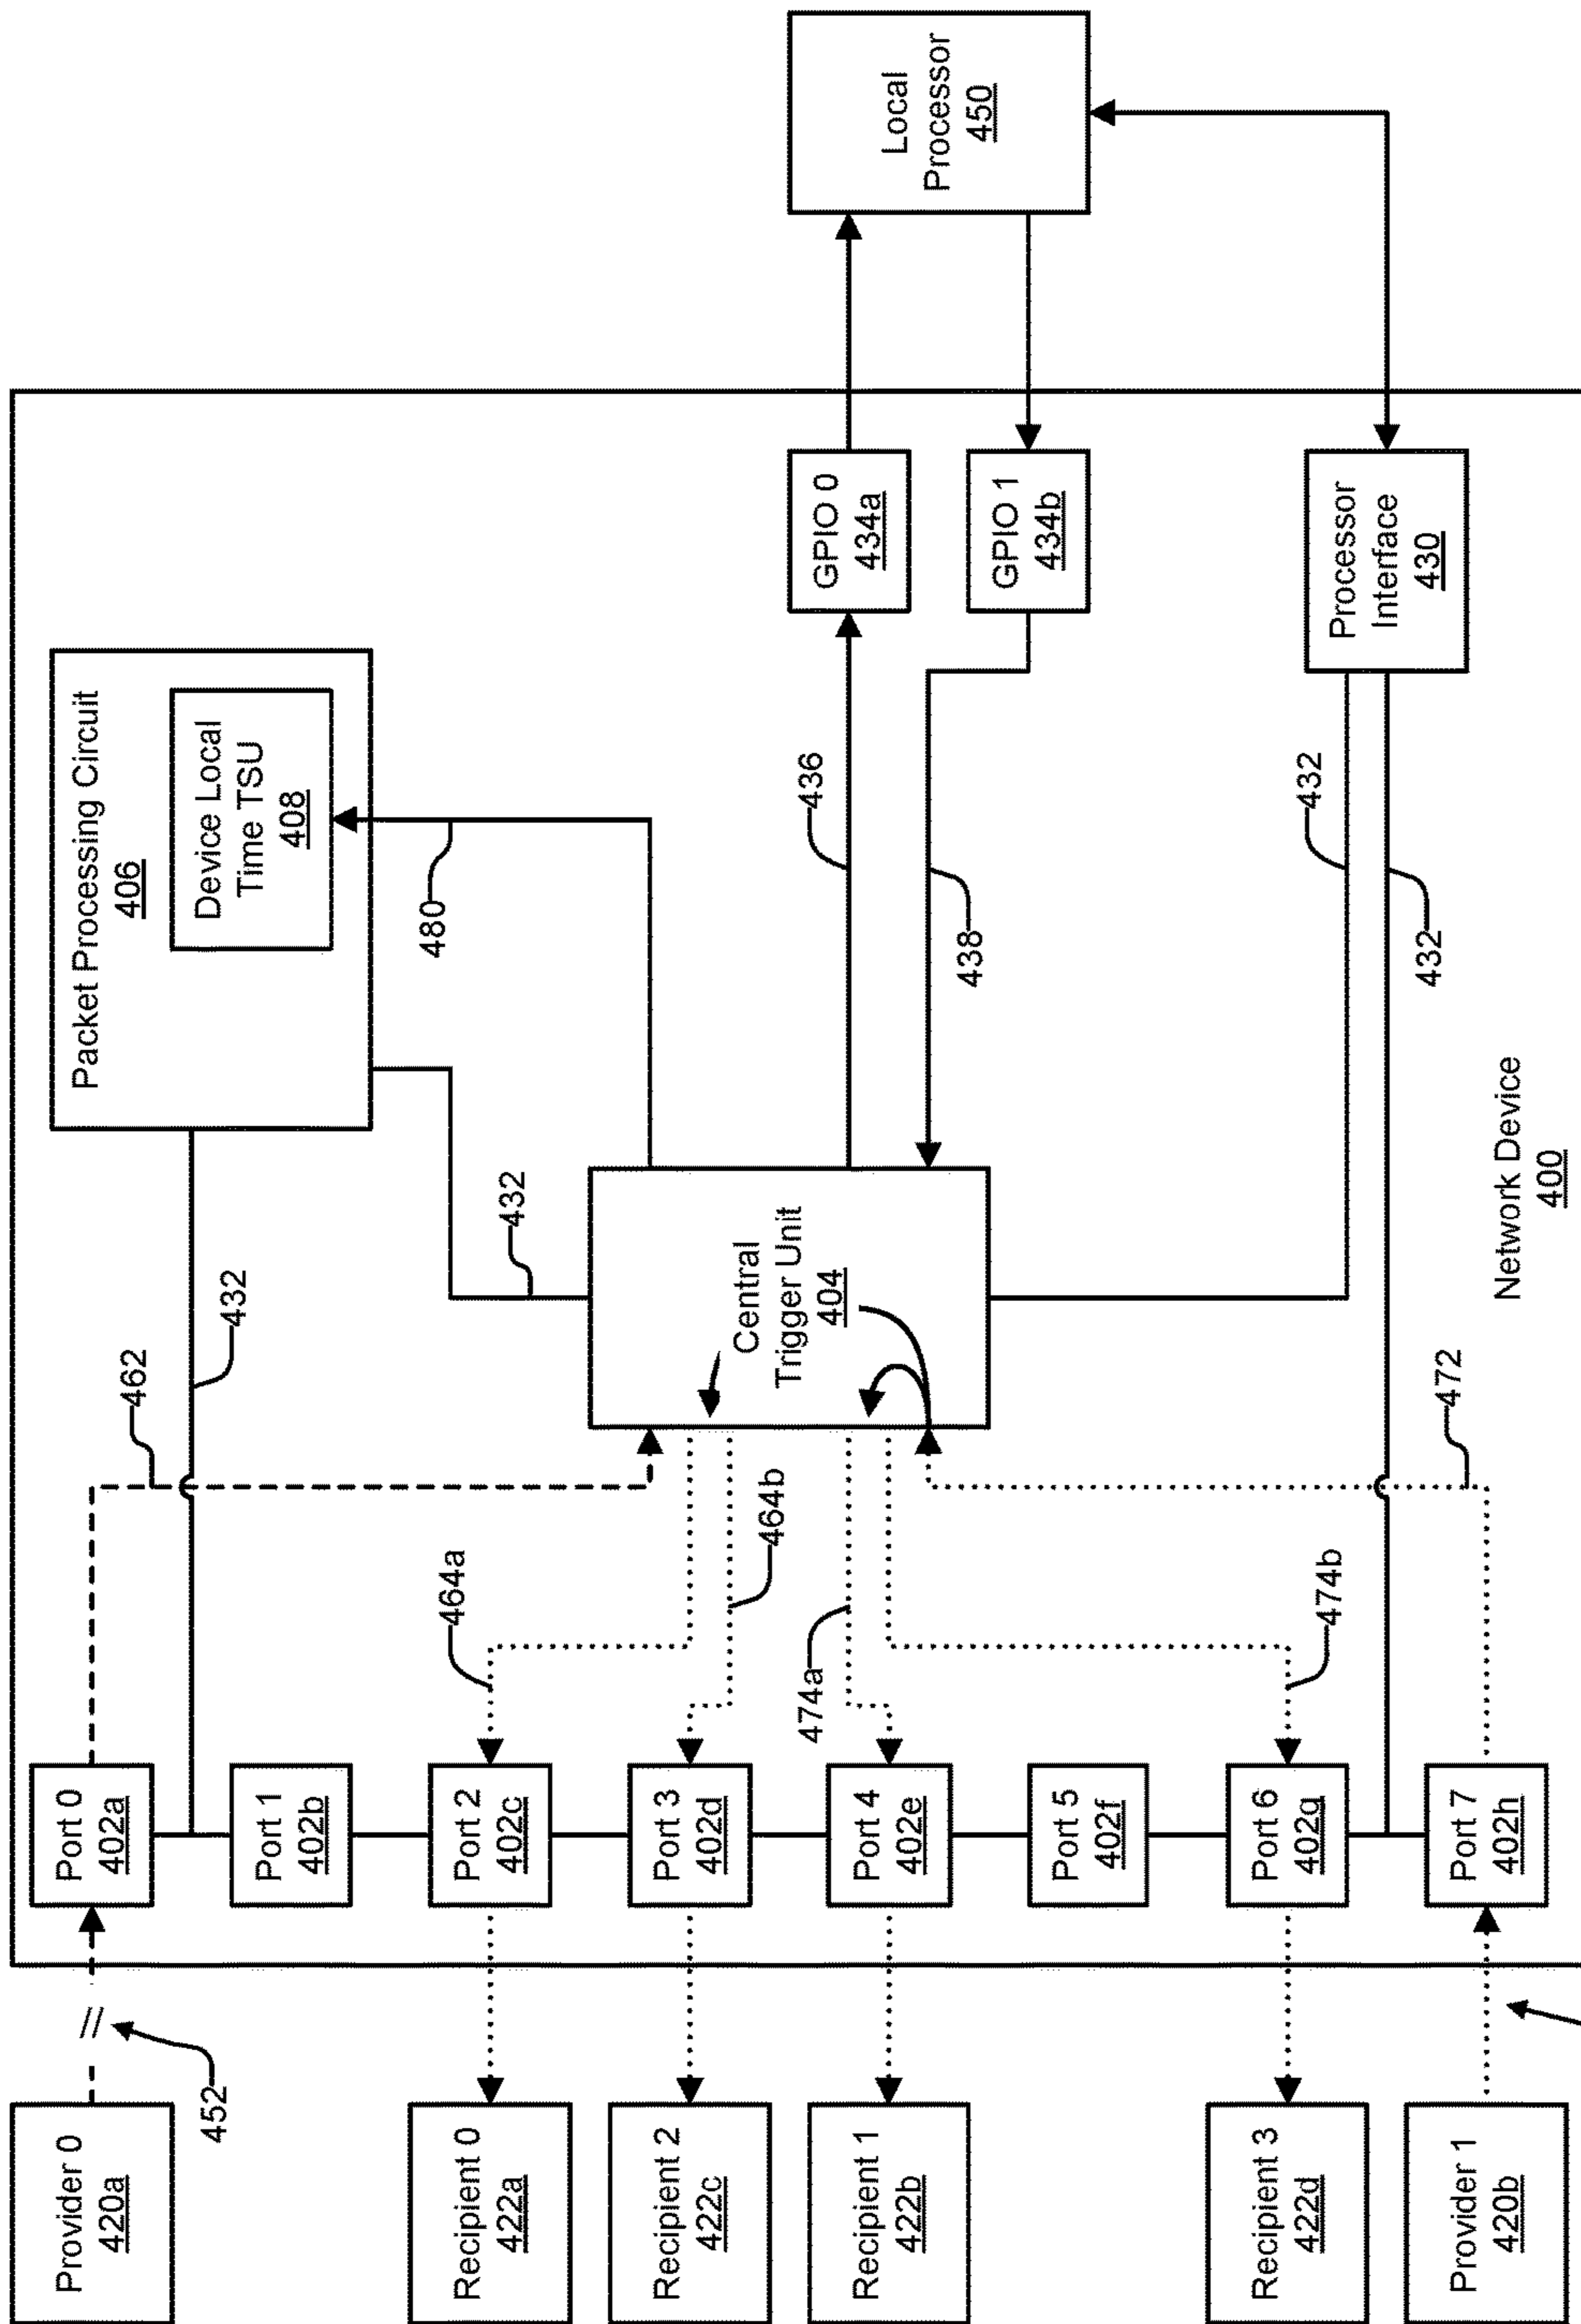 Provider 0
420a
452
Recipient 0
422a
Recipient 2
422c
Recipient 1
422b
Recipient 3
422d
Provider 1
420b
Port 0
402a
Port 1
402b
Port 2
402c
Port 3
402d
Port 4
402e
Port 5
402f
Port 6
402g
Port 7
402h
462
432
464a
464b
474a
474b
472
Central
Trigger Unit
404
432
Packet Processing Circuit
406
Device Local
Time TSU
408
480
436
438
432
432
GPIO 0
434a
GPIO 1
434b
Processor
Interface
430
Network Device
400
Local
Processor
450